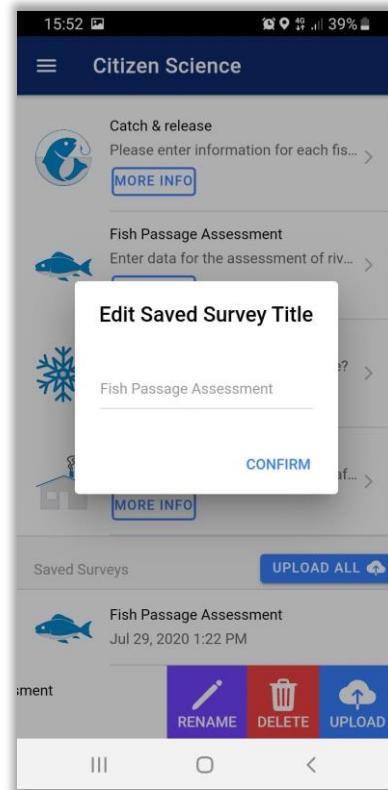 15:52 4G 39%
Citizen Science
Catch & release
Please enter information for each fis...
MORE INFO
Fish Passage Assessment
Enter data for the assessment of riv...
Edit Saved Survey Title
e?
Fish Passage Assessment
CONFIRM
af...
MORE INFO
Saved Surveys UPLOAD ALL
Fish Passage Assessment
Jul 29, 2020 1:22 PM
sment
RENAME DELETE UPLOAD